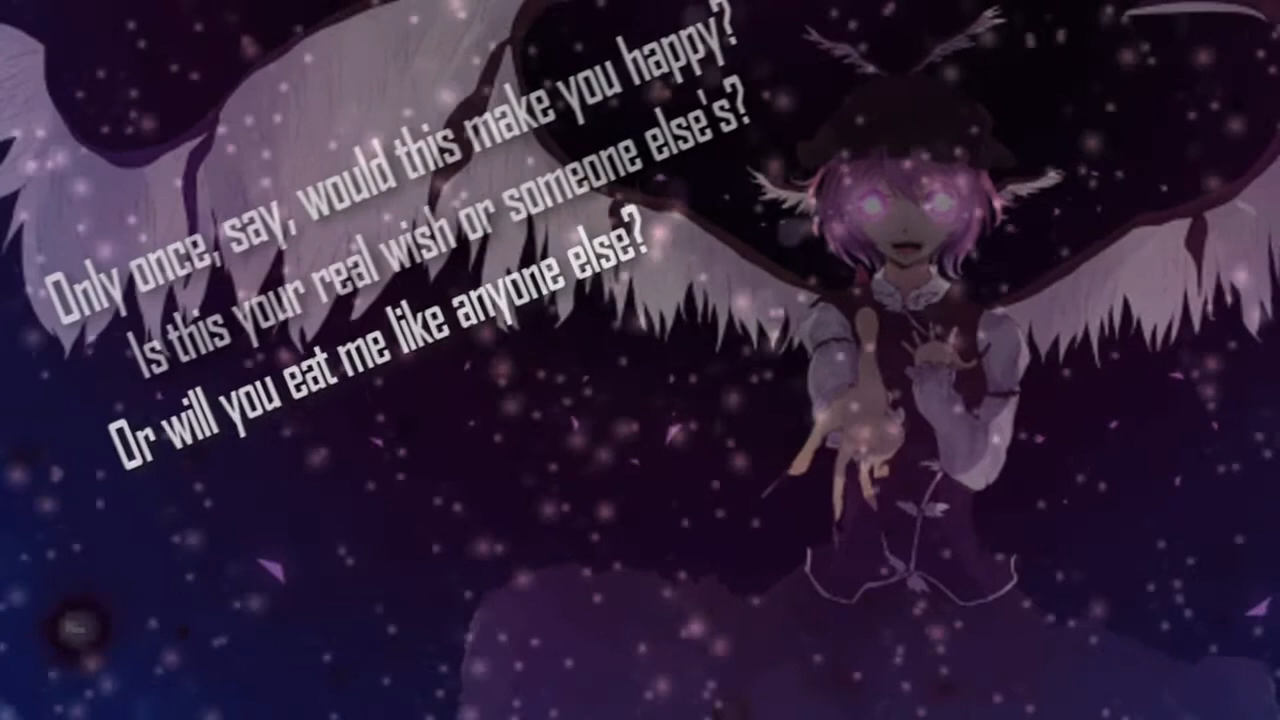 Only once, say, would this make you happy?
Is this your real wish or someone else's?
Or will you eat me like anyone else?